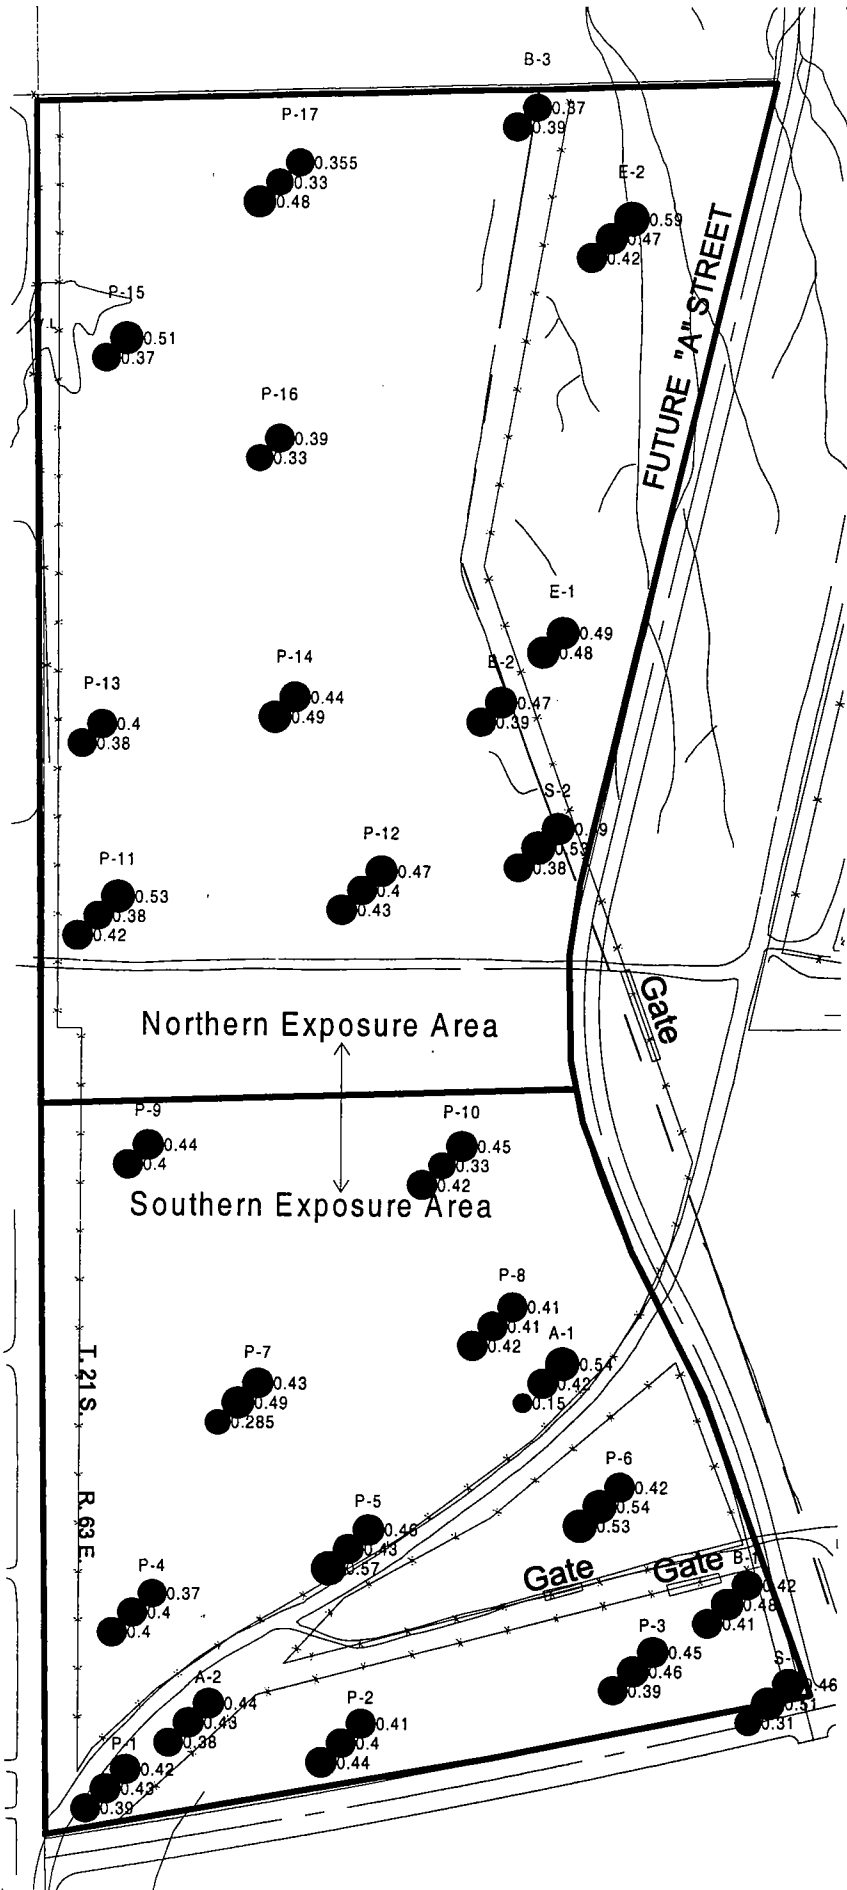 B-3
0.37
0.39
P-17
0.355
0.33
0.48
E-2
0.59
0.47
0.42
FUTURE "A" STREET
P-15
0.51
0.37
P-16
0.39
0.33
E-1
0.49
0.48
P-14
0.44
0.49
B-2
0.47
0.39
P-13
0.4
0.38
S-2
0.53
0.38
P-12
0.47
0.4
0.43
P-11
0.53
0.38
0.42
Gate
Northern Exposure Area
P-9
0.44
0.4
P-10
0.45
0.33
0.42
Southern Exposure Area
P-8
0.41
0.41
0.42
A-1
0.54
0.42
0.15
P-7
0.43
0.49
0.285
T. 21 S.
R. 63 E.
P-6
0.42
0.54
0.53
P-5
0.46
0.43
0.57
Gate
Gate
B-1
0.42
0.48
0.41
P-4
0.37
0.4
0.4
P-3
0.45
0.46
0.39
0.46
0.51
0.31
A-2
0.44
0.43
0.38
P-2
0.41
0.4
0.44
P-1
0.42
0.43
0.39